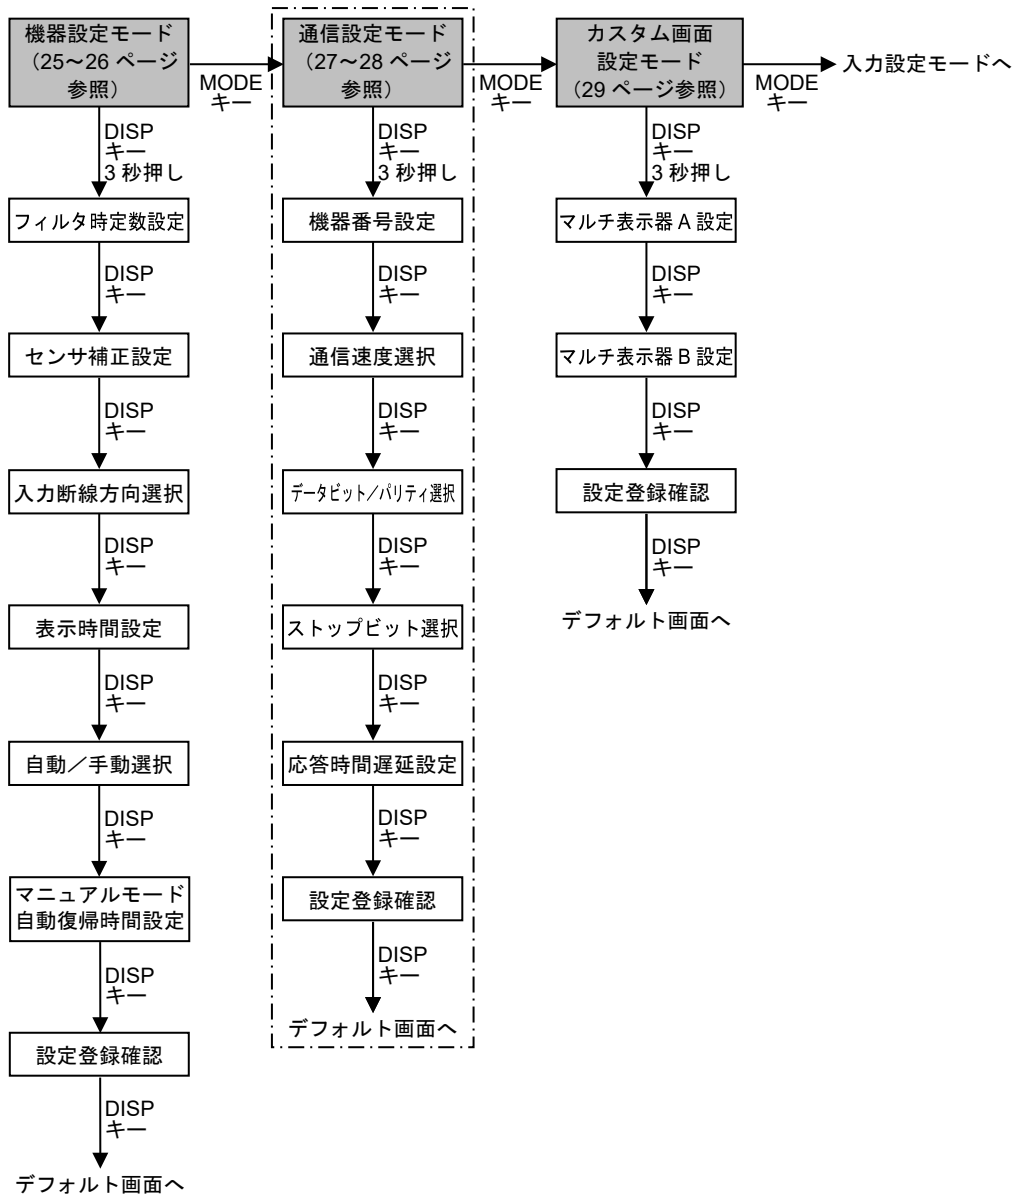 機器設定モード
（25～26 ページ
参照）
MODE
キー
通信設定モード
（27～28 ページ
参照）
MODE
キー
カスタム画面
設定モード
（29 ページ参照）
MODE
キー
入力設定モードへ
DISP
キー
3 秒押し
フィルタ時定数設定
DISP
キー
センサ補正設定
DISP
キー
入力断線方向選択
DISP
キー
表示時間設定
DISP
キー
自動／手動選択
DISP
キー
マニュアルモード
自動復帰時間設定
DISP
キー
設定登録確認
DISP
キー
デフォルト画面へ
DISP
キー
3 秒押し
機器番号設定
DISP
キー
通信速度選択
DISP
キー
データビット／パリティ選択
DISP
キー
ストップビット選択
DISP
キー
応答時間遅延設定
DISP
キー
設定登録確認
DISP
キー
デフォルト画面へ
DISP
キー
3 秒押し
マルチ表示器 A 設定
DISP
キー
マルチ表示器 B 設定
DISP
キー
設定登録確認
DISP
キー
デフォルト画面へ